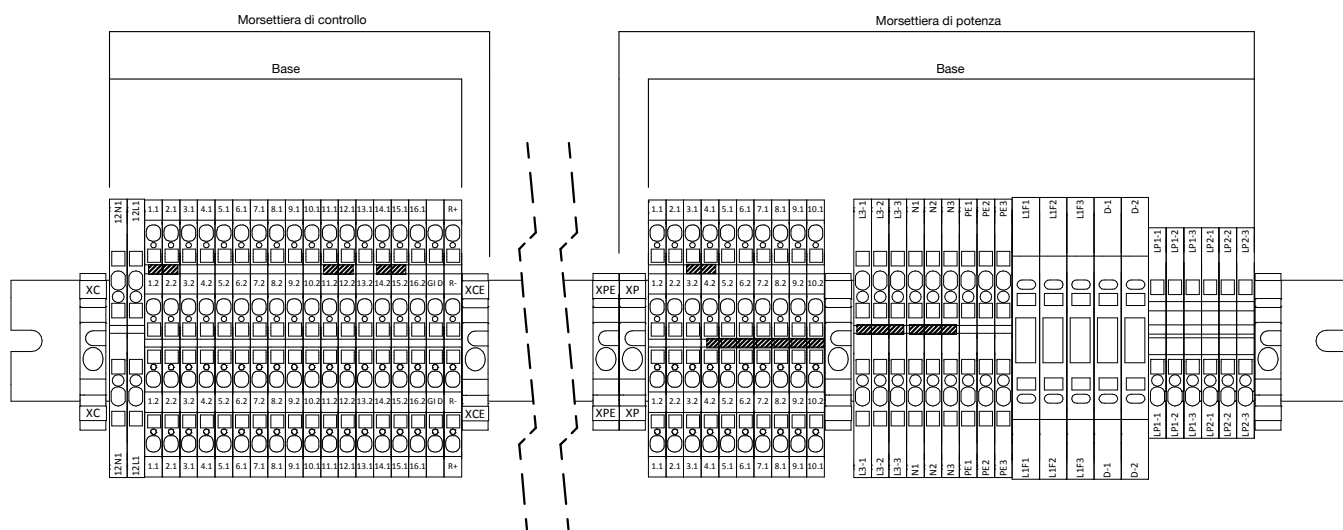 Morsettiera di controllo
Morsettiera di potenza
Base
Base
12N1 12L1 1.1 2.1 3.1 4.1 5.1 6.1 7.1 8.1 9.1 10.1 11.1 12.1 13.1 14.1 15.1 16.1 R+
1.1 2.1 3.1 4.1 5.1 6.1 7.1 8.1 9.1 10.1 L3-1 L3-2 L3-3 N1 N2 N3 PE1 PE2 PE3 L1F1 L1F2 L1F3 D-1 D-2
LP1-1 LP1-2 LP1-3 LP2-1 LP2-2 LP2-3
XC 1.2 2.2 3.2 4.2 5.2 6.2 7.2 8.2 9.2 10.2 11.2 12.2 13.2 14.2 15.2 16.2 GI D R- XCE
XPE XP 1.2 2.2 3.2 4.2 5.2 6.2 7.2 8.2 9.2 10.2
XC 1.2 2.2 3.2 4.2 5.2 6.2 7.2 8.2 9.2 10.2 11.2 12.2 13.2 14.2 15.2 16.2 GI D R- XCE
XPE XP 1.2 2.2 3.2 4.2 5.2 6.2 7.2 8.2 9.2 10.2
LP1-1 LP1-2 LP1-3 LP2-1 LP2-2 LP2-3
12N1 12L1 1.1 2.1 3.1 4.1 5.1 6.1 7.1 8.1 9.1 10.1 11.1 12.1 13.1 14.1 15.1 16.1 R+
1.1 2.1 3.1 4.1 5.1 6.1 7.1 8.1 9.1 10.1 L3-1 L3-2 L3-3 N1 N2 N3 PE1 PE2 PE3 L1F1 L1F2 L1F3 D-1 D-2